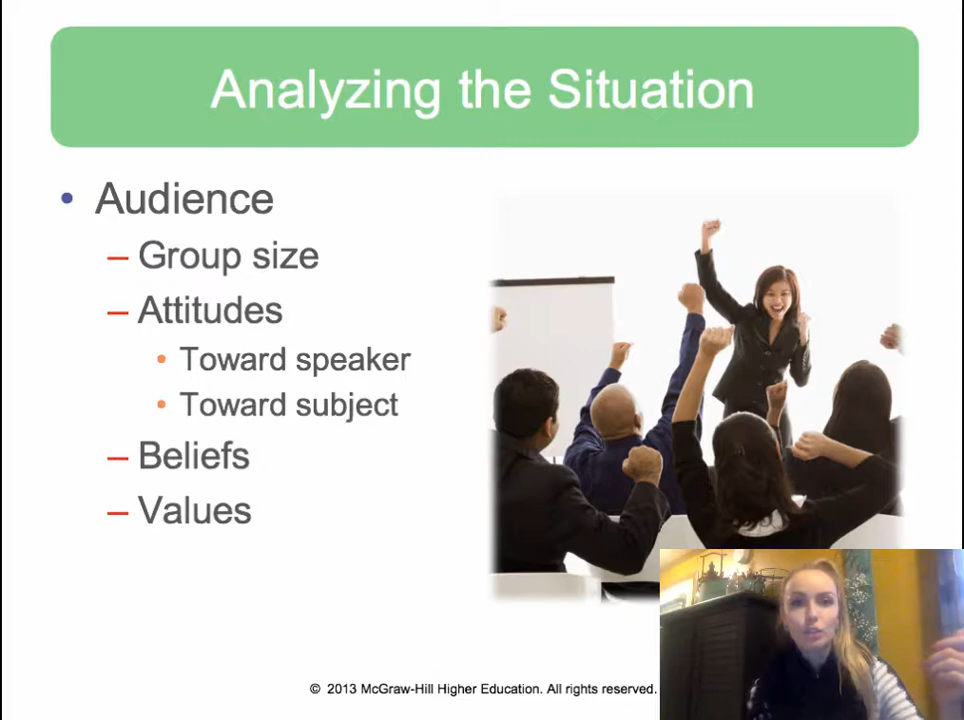 Analyzing the Situation
• Audience
– Group size
– Attitudes
• Toward speaker
• Toward subject
– Beliefs
– Values
© 2013 McGraw-Hill Higher Education. All rights reserved.